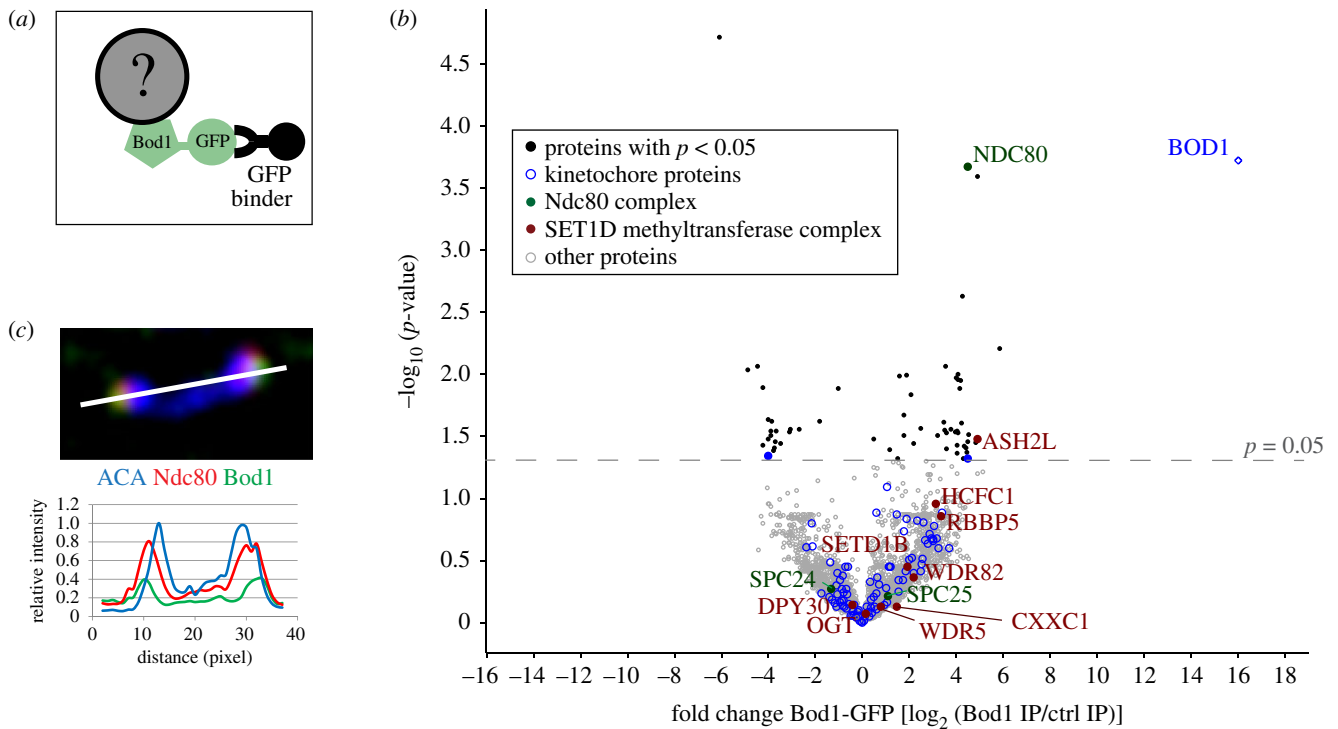 (a)
?
Bod1
GFP
GFP
binder
(b)
4.5
4.0
3.5
3.0
2.5
2.0
1.5
1.0
0.5
0
–log10 (p-value)
proteins with p < 0.05
kinetochore proteins
Ndc80 complex
SET1D methyltransferase complex
other proteins
NDC80
BOD1
ASH2L
p = 0.05
HCFC1
RBBP5
SETD1B
WDR82
SPC24
SPC25
DPY30
OGT
WDR5
CXXC1
–16 –14 –12 –10 –8 –6 –4 –2 0 2 4 6 8 10 12 14 16 18
fold change Bod1-GFP [log2 (Bod1 IP/ctrl IP)]
(c)
ACA Ndc80 Bod1
1.2
1.0
0.8
0.6
0.4
0.2
0
relative intensity
0 10 20 30 40
distance (pixel)